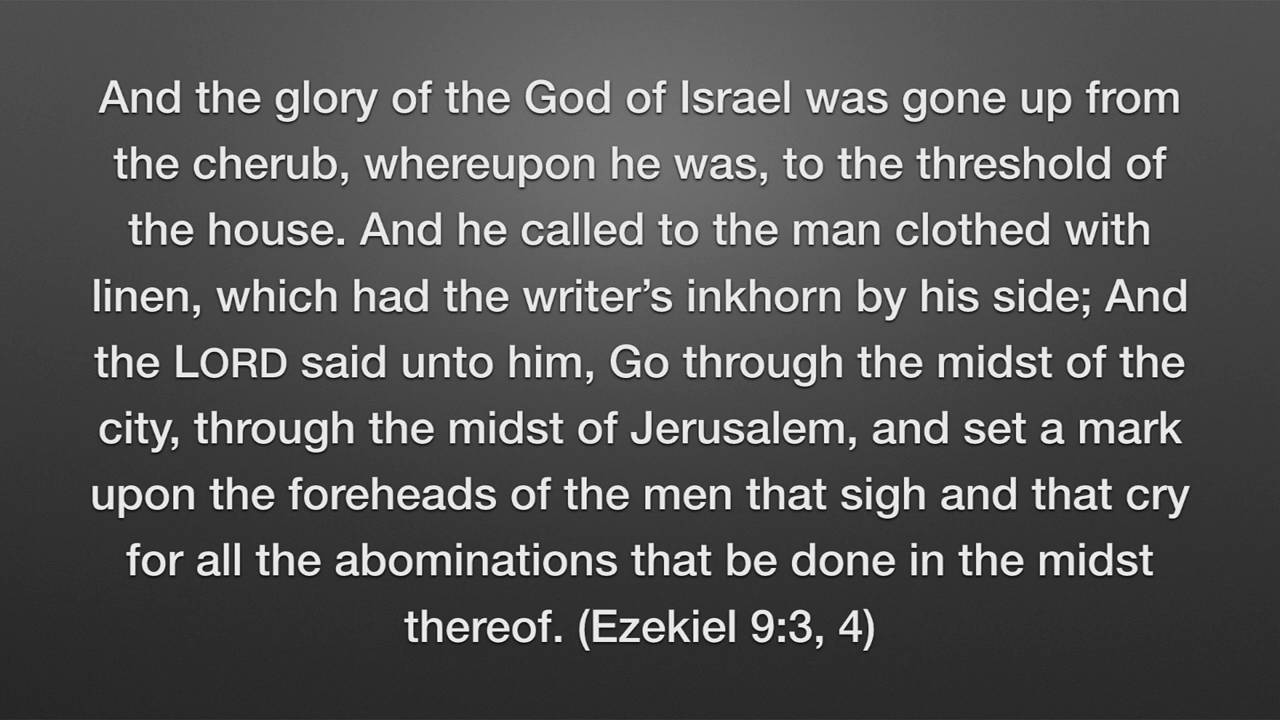 And the glory of the God of Israel was gone up from
the cherub, whereupon he was, to the threshold of
the house. And he called to the man clothed with
linen, which had the writer’s inkhorn by his side; And
the LORD said unto him, Go through the midst of the
city, through the midst of Jerusalem, and set a mark
upon the foreheads of the men that sigh and that cry
for all the abominations that be done in the midst
thereof. (Ezekiel 9:3, 4)